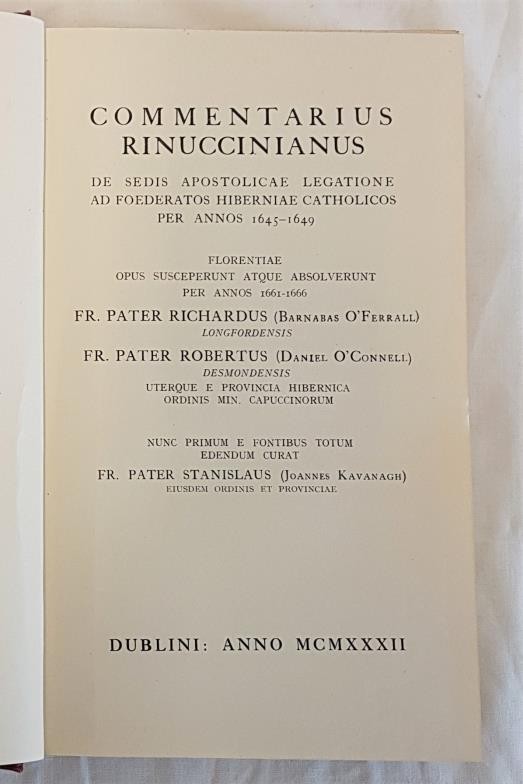 COMMENTARIUS
RINUCCINIANUS
DE SEDIS APOSTOLICAE LEGATIONE
AD FOEDERATOS HIBERNIAE CATHOLICOS
PER ANNOS 1645-1649
FLORENTIAE
OPUS SUSCEPERUNT ATQUE ABSOLVERUNT
PER ANNOS 1661-1666
FR. PATER RICHARDUS (BARNABAS O'FERRALL)
LONGFORDENSIS
FR. PATER ROBERTUS (DANIEL O'CONNELL)
DESMONDENSIS
UTERQUE E PROVINCIA HIBERNICA
ORDINIS MIN. CAPUCCINORUM
NUNC PRIMUM E FONTIBUS TOTUM
EDENDUM CURAT
FR. PATER STANISLAUS (JOANNES KAVANAGH)
EIUSDEM ORDINIS ET PROVINCIAE
DUBLINI: ANNO MCMXXXII